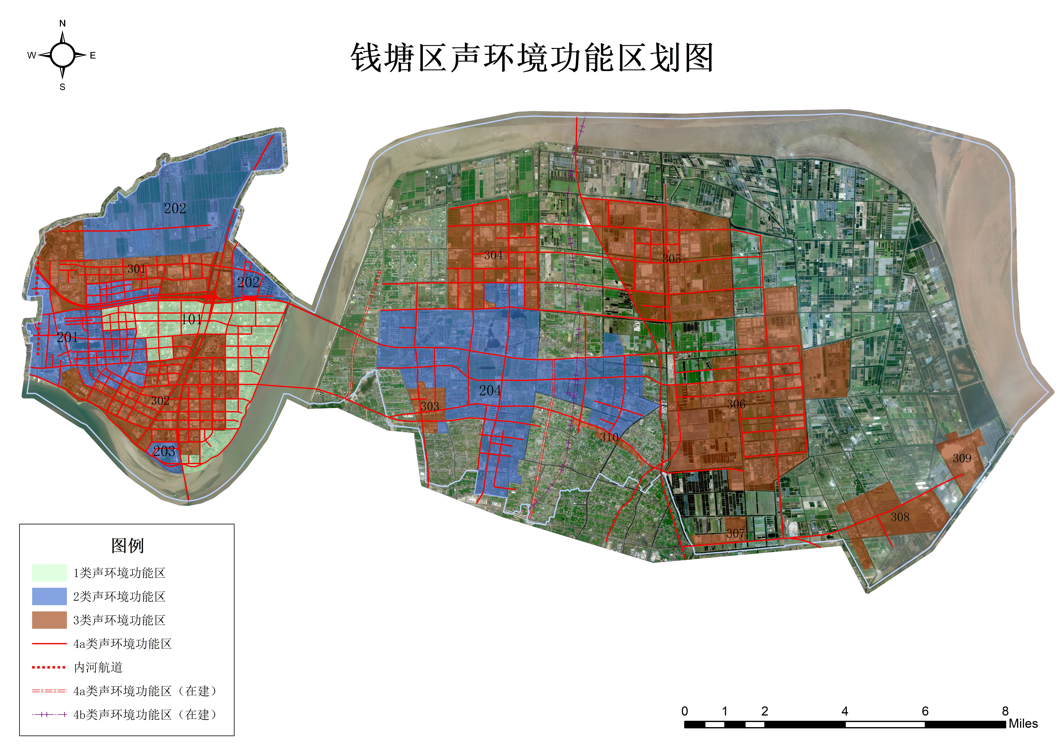 钱塘区声环境功能区划图
N
W
E
S
202
301
202
101
201
302
203
304
305
204
303
310
306
309
308
307
图例
1类声环境功能区
2类声环境功能区
3类声环境功能区
4a类声环境功能区
内河航道
4a类声环境功能区（在建）
4b类声环境功能区（在建）
0 1 2 4 6 8
Miles